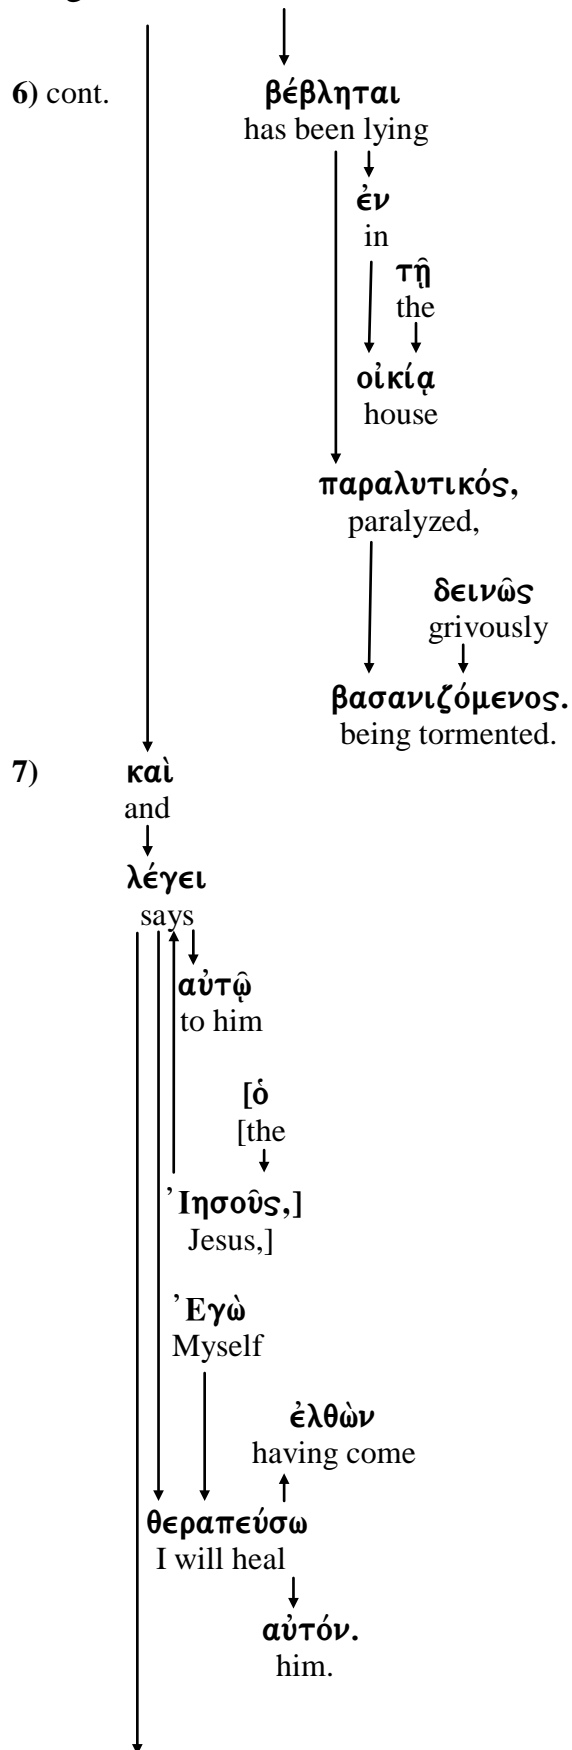 6) cont. βέβληται
has been lying
ἐν
in
τῇ
the
οἰκίᾳ
house
παραλυτικός,
paralyzed,
δεινῶς
grivously
βασανιζόμενος.
being tormented.
7) καὶ
and
λέγει
says
αὐτῷ
to him
[ὁ
[the
Ἰησοῦς,]
Jesus,]
Ἐγὼ
Myself
ἐλθὼν
having come
θεραπεύσω
I will heal
αὐτόν.
him.